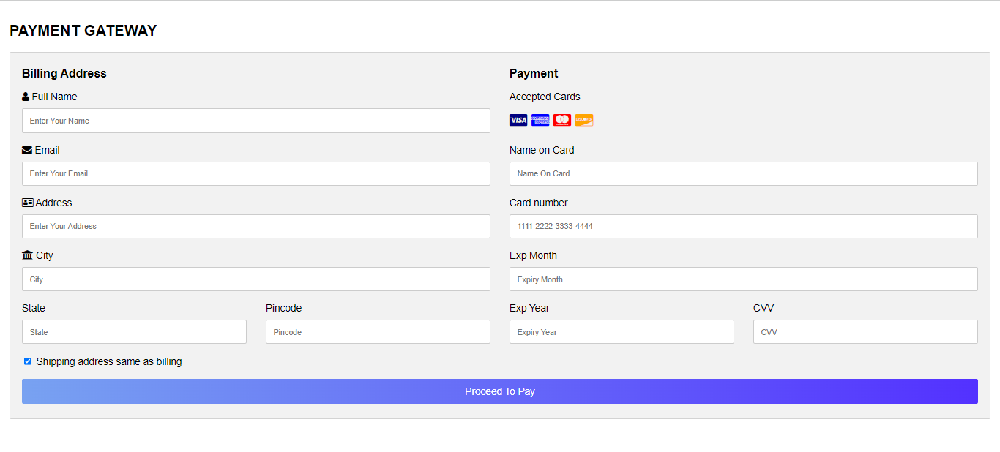 PAYMENT GATEWAY
Billing Address
Full Name
Enter Your Name
Email
Enter Your Email
Address
Enter Your Address
City
City
State
Pincode
State
Pincode
Shipping address same as billing
Payment
Accepted Cards
VISA
DISCOVER
Name on Card
Name On Card
Card number
1111-2222-3333-4444
Exp Month
Expiry Month
Exp Year
CVV
Expiry Year
CVV
Proceed To Pay